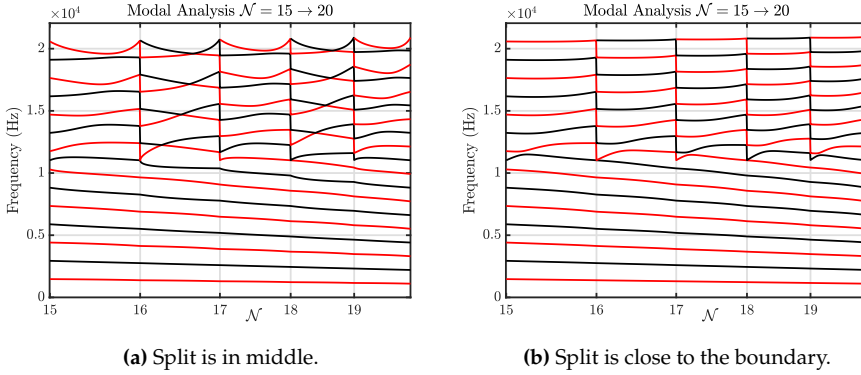 ×10⁴ Modal Analysis 𝒩 = 15 → 20
Frequency (Hz)
2
1.5
1
0.5
0
15 16 17 18 19
𝒩
(a) Split is in middle.
×10⁴ Modal Analysis 𝒩 = 15 → 20
Frequency (Hz)
2
1.5
1
0.5
0
15 16 17 18 19
𝒩
(b) Split is close to the boundary.